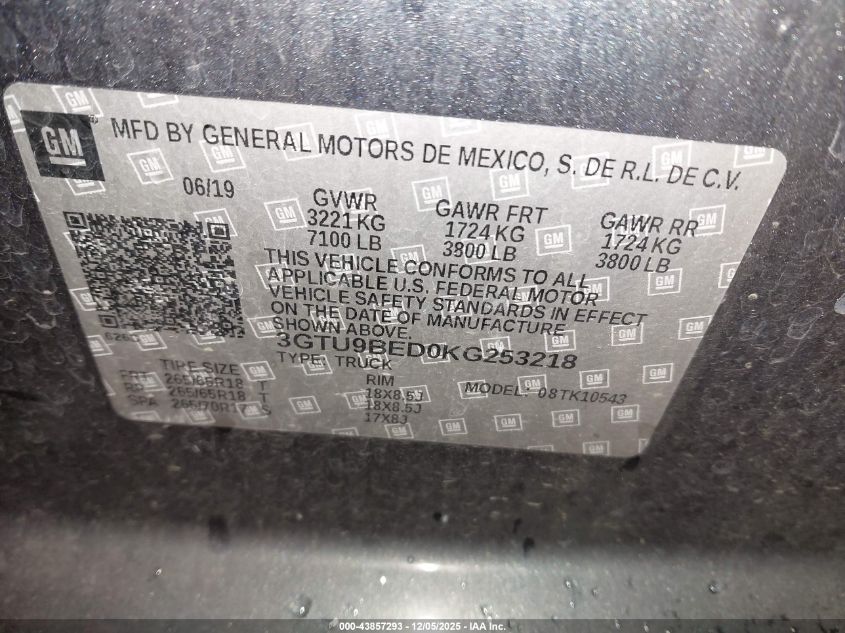 GM
MFD BY GENERAL MOTORS DE MEXICO, S. DE R.L. DE C.V.
06/19
GVWR
3221 KG
7100 LB
GAWR FRT
1724 KG
3800 LB
GAWR RR
1724 KG
3800 LB
THIS VEHICLE CONFORMS TO ALL
APPLICABLE U.S. FEDERAL MOTOR
VEHICLE SAFETY STANDARDS IN EFFECT
ON THE DATE OF MANUFACTURE
SHOWN ABOVE.
3GTU9BED0KG253218
TYPE: TRUCK
MODEL: 08TK10543
TIRE SIZE RIM
FRT 265/65R18 T 18X8.5J
RR 265/65R18 T 18X8.5J
SPA S 17X8J
000-43857293 - 12/05/2025 - IAA Inc.